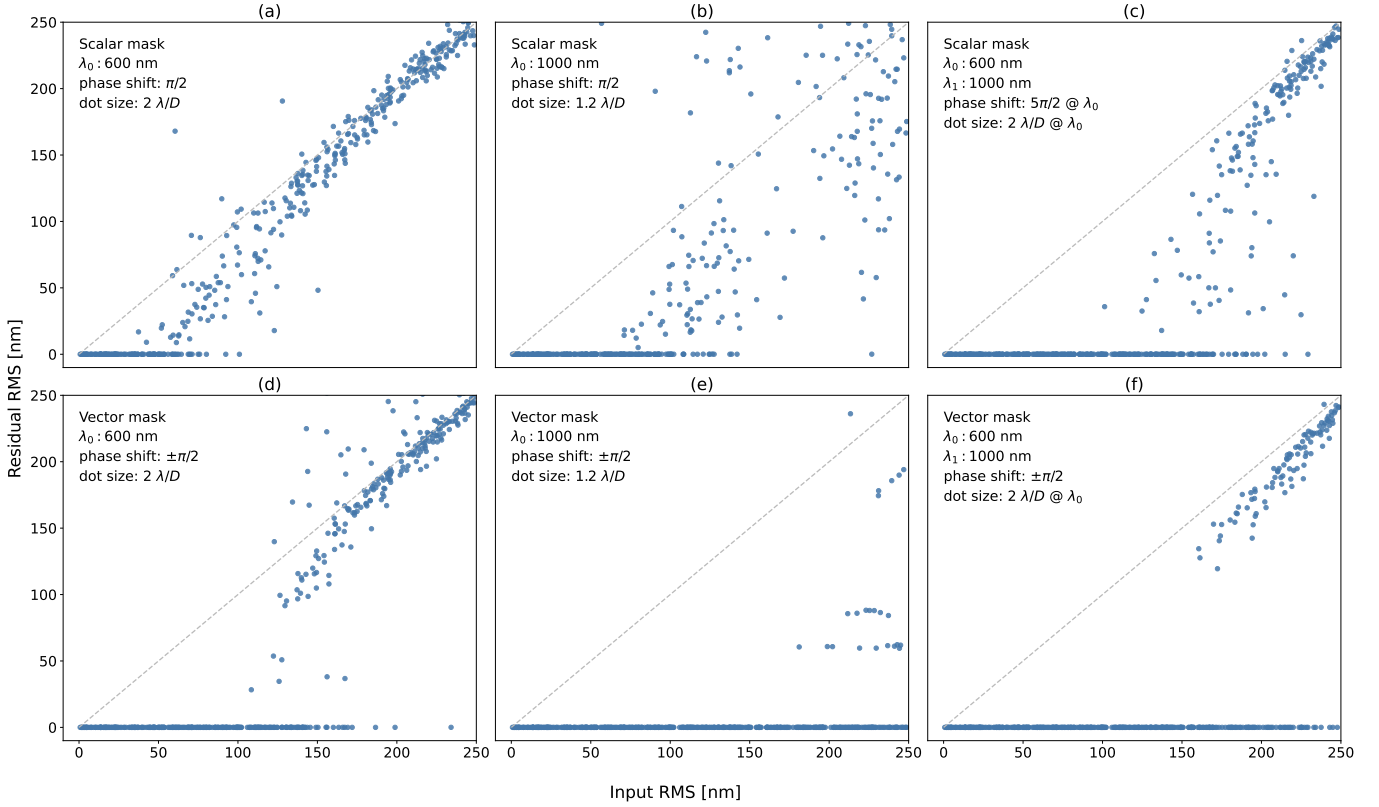 (a)
(b)
(c)
Scalar mask
λ₀ : 600 nm
phase shift: π/2
dot size: 2 λ/D
Scalar mask
λ₀ : 1000 nm
phase shift: π/2
dot size: 1.2 λ/D
Scalar mask
λ₀ : 600 nm
λ₁ : 1000 nm
phase shift: 5π/2 @ λ₀
dot size: 2 λ/D @ λ₀
250
200
150
100
50
0
(d)
(e)
(f)
Vector mask
λ₀ : 600 nm
phase shift: ±π/2
dot size: 2 λ/D
Vector mask
λ₀ : 1000 nm
phase shift: ±π/2
dot size: 1.2 λ/D
Vector mask
λ₀ : 600 nm
λ₁ : 1000 nm
phase shift: ±π/2
dot size: 2 λ/D @ λ₀
250
200
150
100
50
0
0 50 100 150 200 250
0 50 100 150 200 250
0 50 100 150 200 250
Residual RMS [nm]
Input RMS [nm]